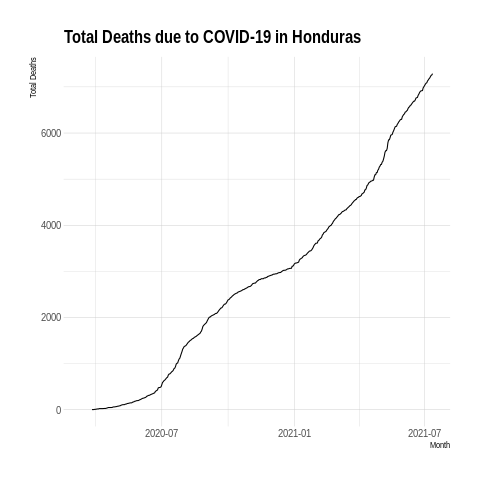 Total Deaths due to COVID-19 in Honduras
Total Deaths
6000
4000
2000
0
2020-07
2021-01
2021-07
Month